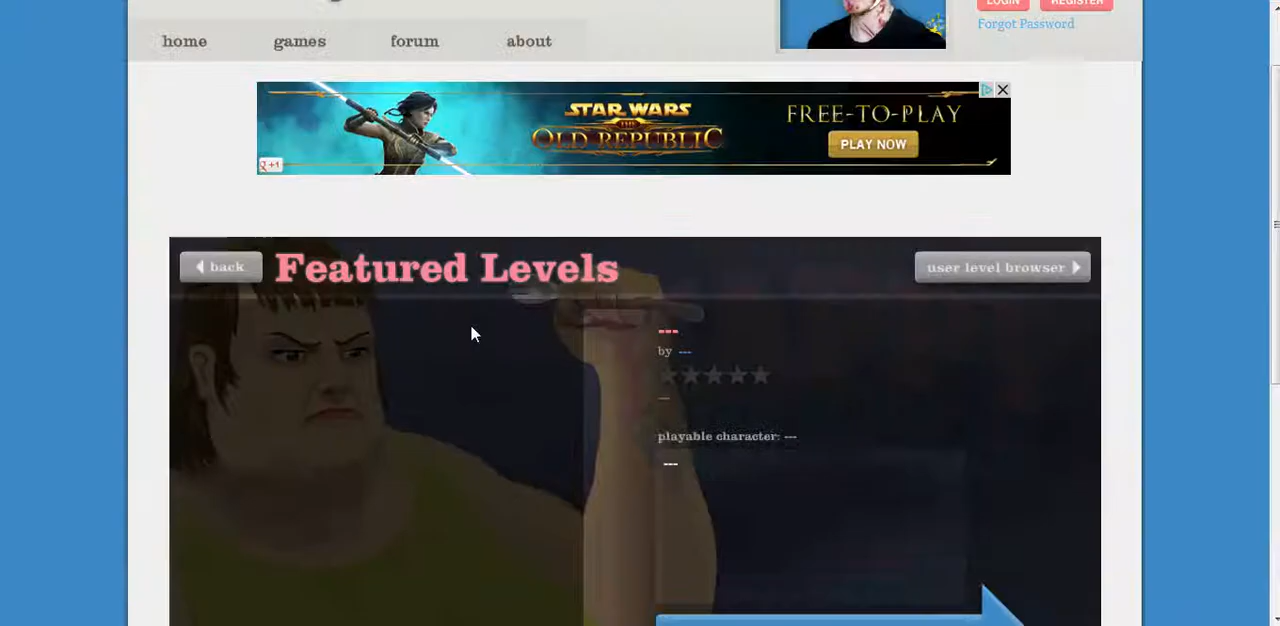 LOGIN REGISTER
Forgot Password
home games forum about
STAR WARS
THE
OLD REPUBLIC
FREE-TO-PLAY
PLAY NOW
+1
back
Featured Levels
user level browser
---
by ---
--
playable character: ---
---